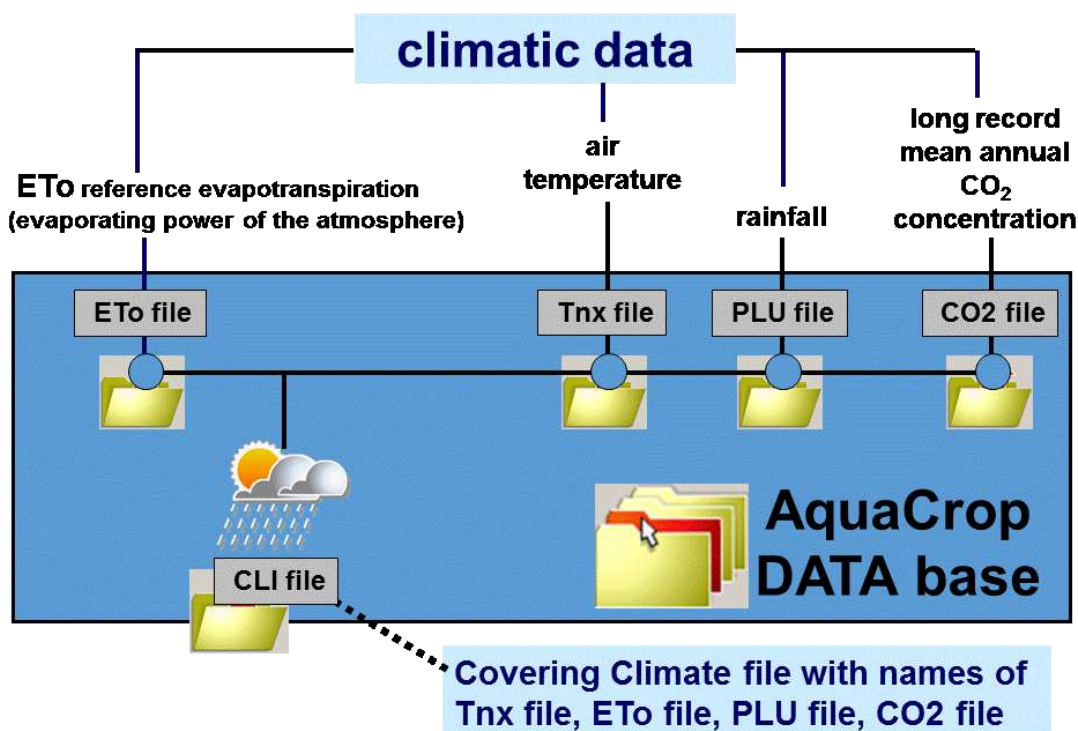 climatic data
ETo reference evapotranspiration
(evaporating power of the atmosphere)
air
temperature
rainfall
long record
mean annual
CO₂
concentration
ETo file
Tnx file
PLU file
CO2 file
CLI file
AquaCrop
DATA base
Covering Climate file with names of
Tnx file, ETo file, PLU file, CO2 file